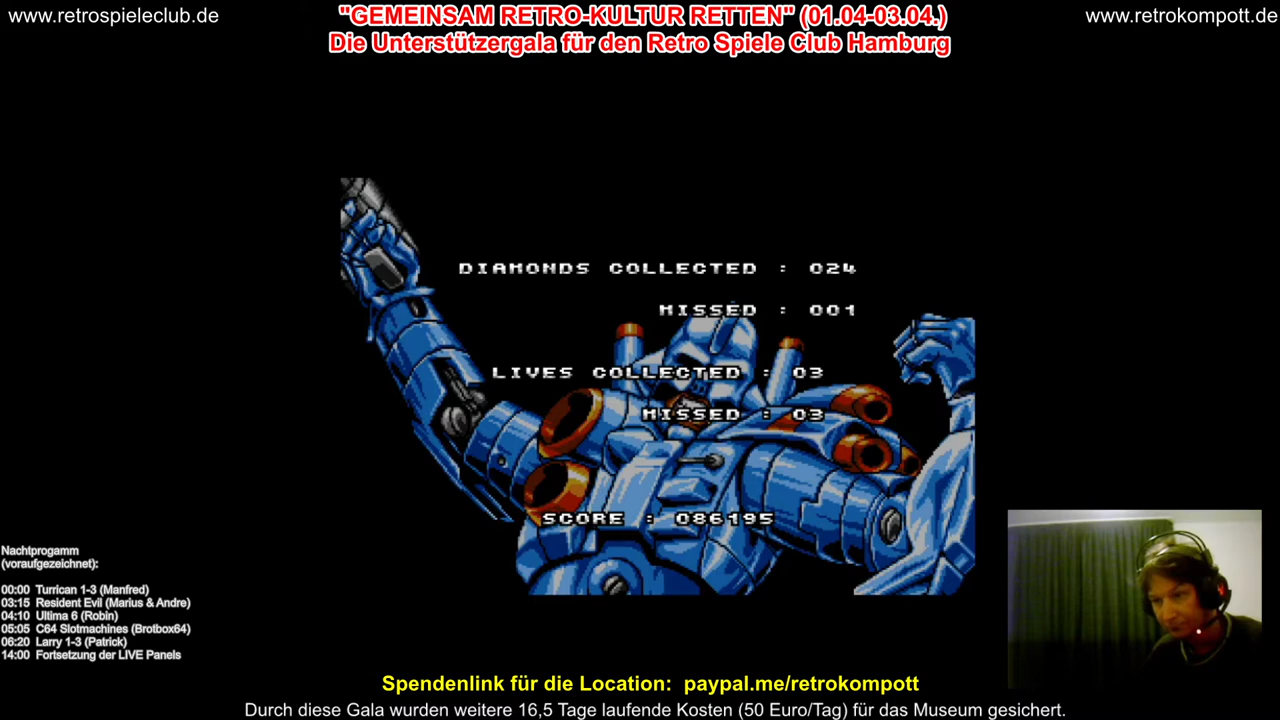 www.retrospieleclub.de
"GEMEINSAM RETRO-KULTUR RETTEN" (01.04-03.04.)
www.retrokompott.de
Die Unterstützergala für den Retro Spiele Club Hamburg
DIAMONDS COLLECTED : 024
MISSED : 001
LIVES COLLECTED : 03
MISSED : 03
SCORE : 086195
Nachtprogamm
(voraufgezeichnet):
00:00 Turrican 1-3 (Manfred)
03:15 Resident Evil (Marius & Andre)
04:10 Ultima 6 (Robin)
05:05 C64 Slotmachines (Brotbox64)
06:20 Larry 1-3 (Patrick)
14:00 Fortsetzung der LIVE Panels
Spendenlink für die Location: paypal.me/retrokompott
Durch diese Gala wurden weitere 16,5 Tage laufende Kosten (50 Euro/Tag) für das Museum gesichert.